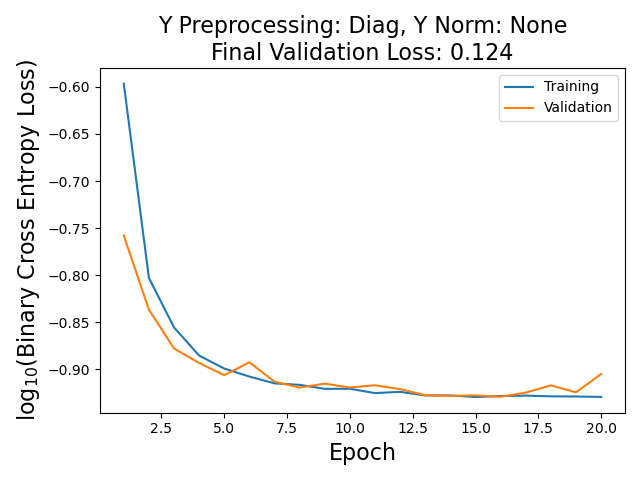 Y Preprocessing: Diag, Y Norm: None
Final Validation Loss: 0.124
log₁₀(Binary Cross Entropy Loss)
−0.60
−0.65
−0.70
−0.75
−0.80
−0.85
−0.90
Training
Validation
2.5 5.0 7.5 10.0 12.5 15.0 17.5 20.0
Epoch